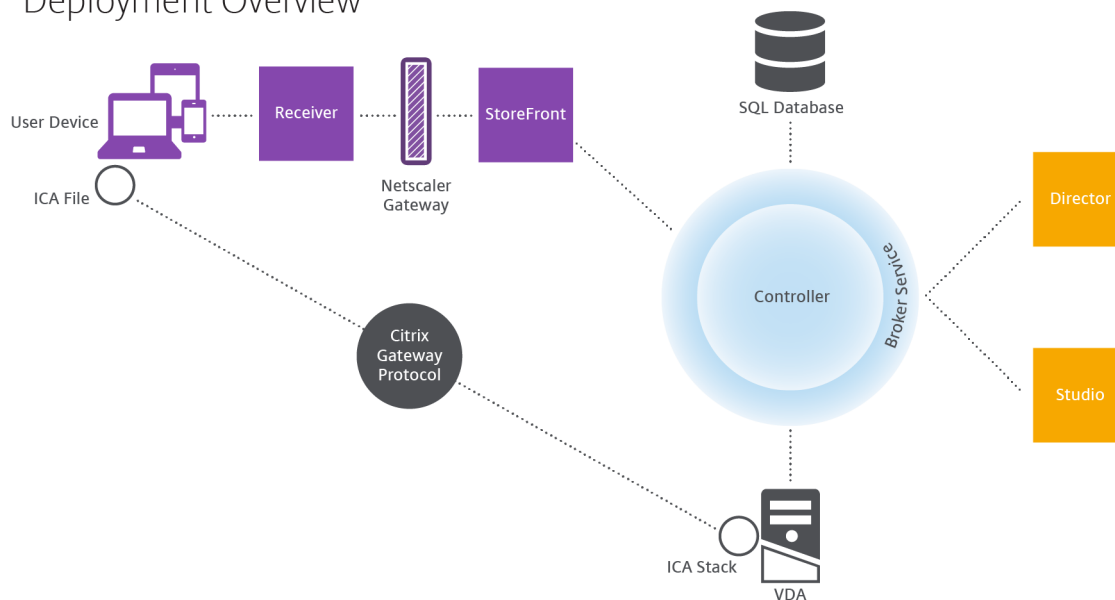 Deployment Overview
SQL Database
User Device
Receiver
StoreFront
Netscaler
Gateway
ICA File
Director
Broker Service
Controller
Citrix
Gateway
Protocol
Studio
ICA Stack
VDA